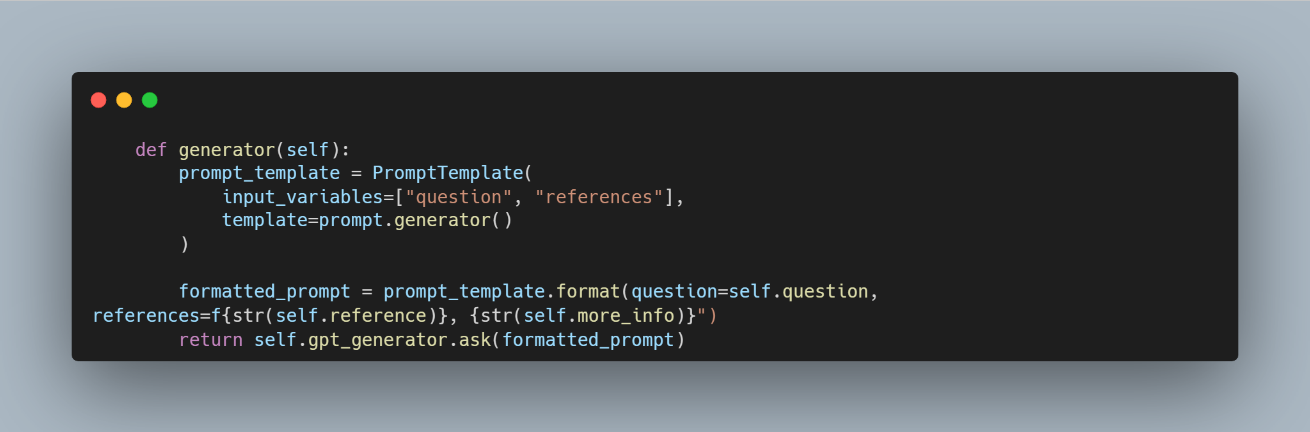 def generator(self):
prompt_template = PromptTemplate(
input_variables=["question", "references"],
template=prompt.generator()
)
formatted_prompt = prompt_template.format(question=self.question,
references=f{str(self.reference)}, {str(self.more_info)}")
return self.gpt_generator.ask(formatted_prompt)